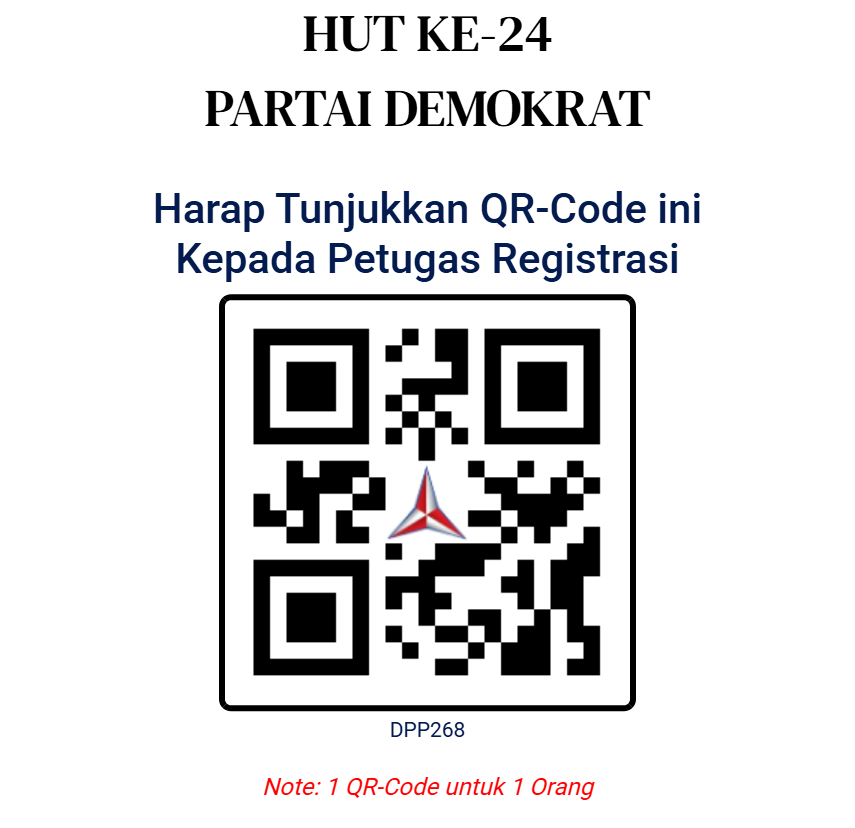 HUT KE-24
PARTAI DEMOKRAT
Harap Tunjukkan QR-Code ini
Kepada Petugas Registrasi
DPP268
Note: 1 QR-Code untuk 1 Orang